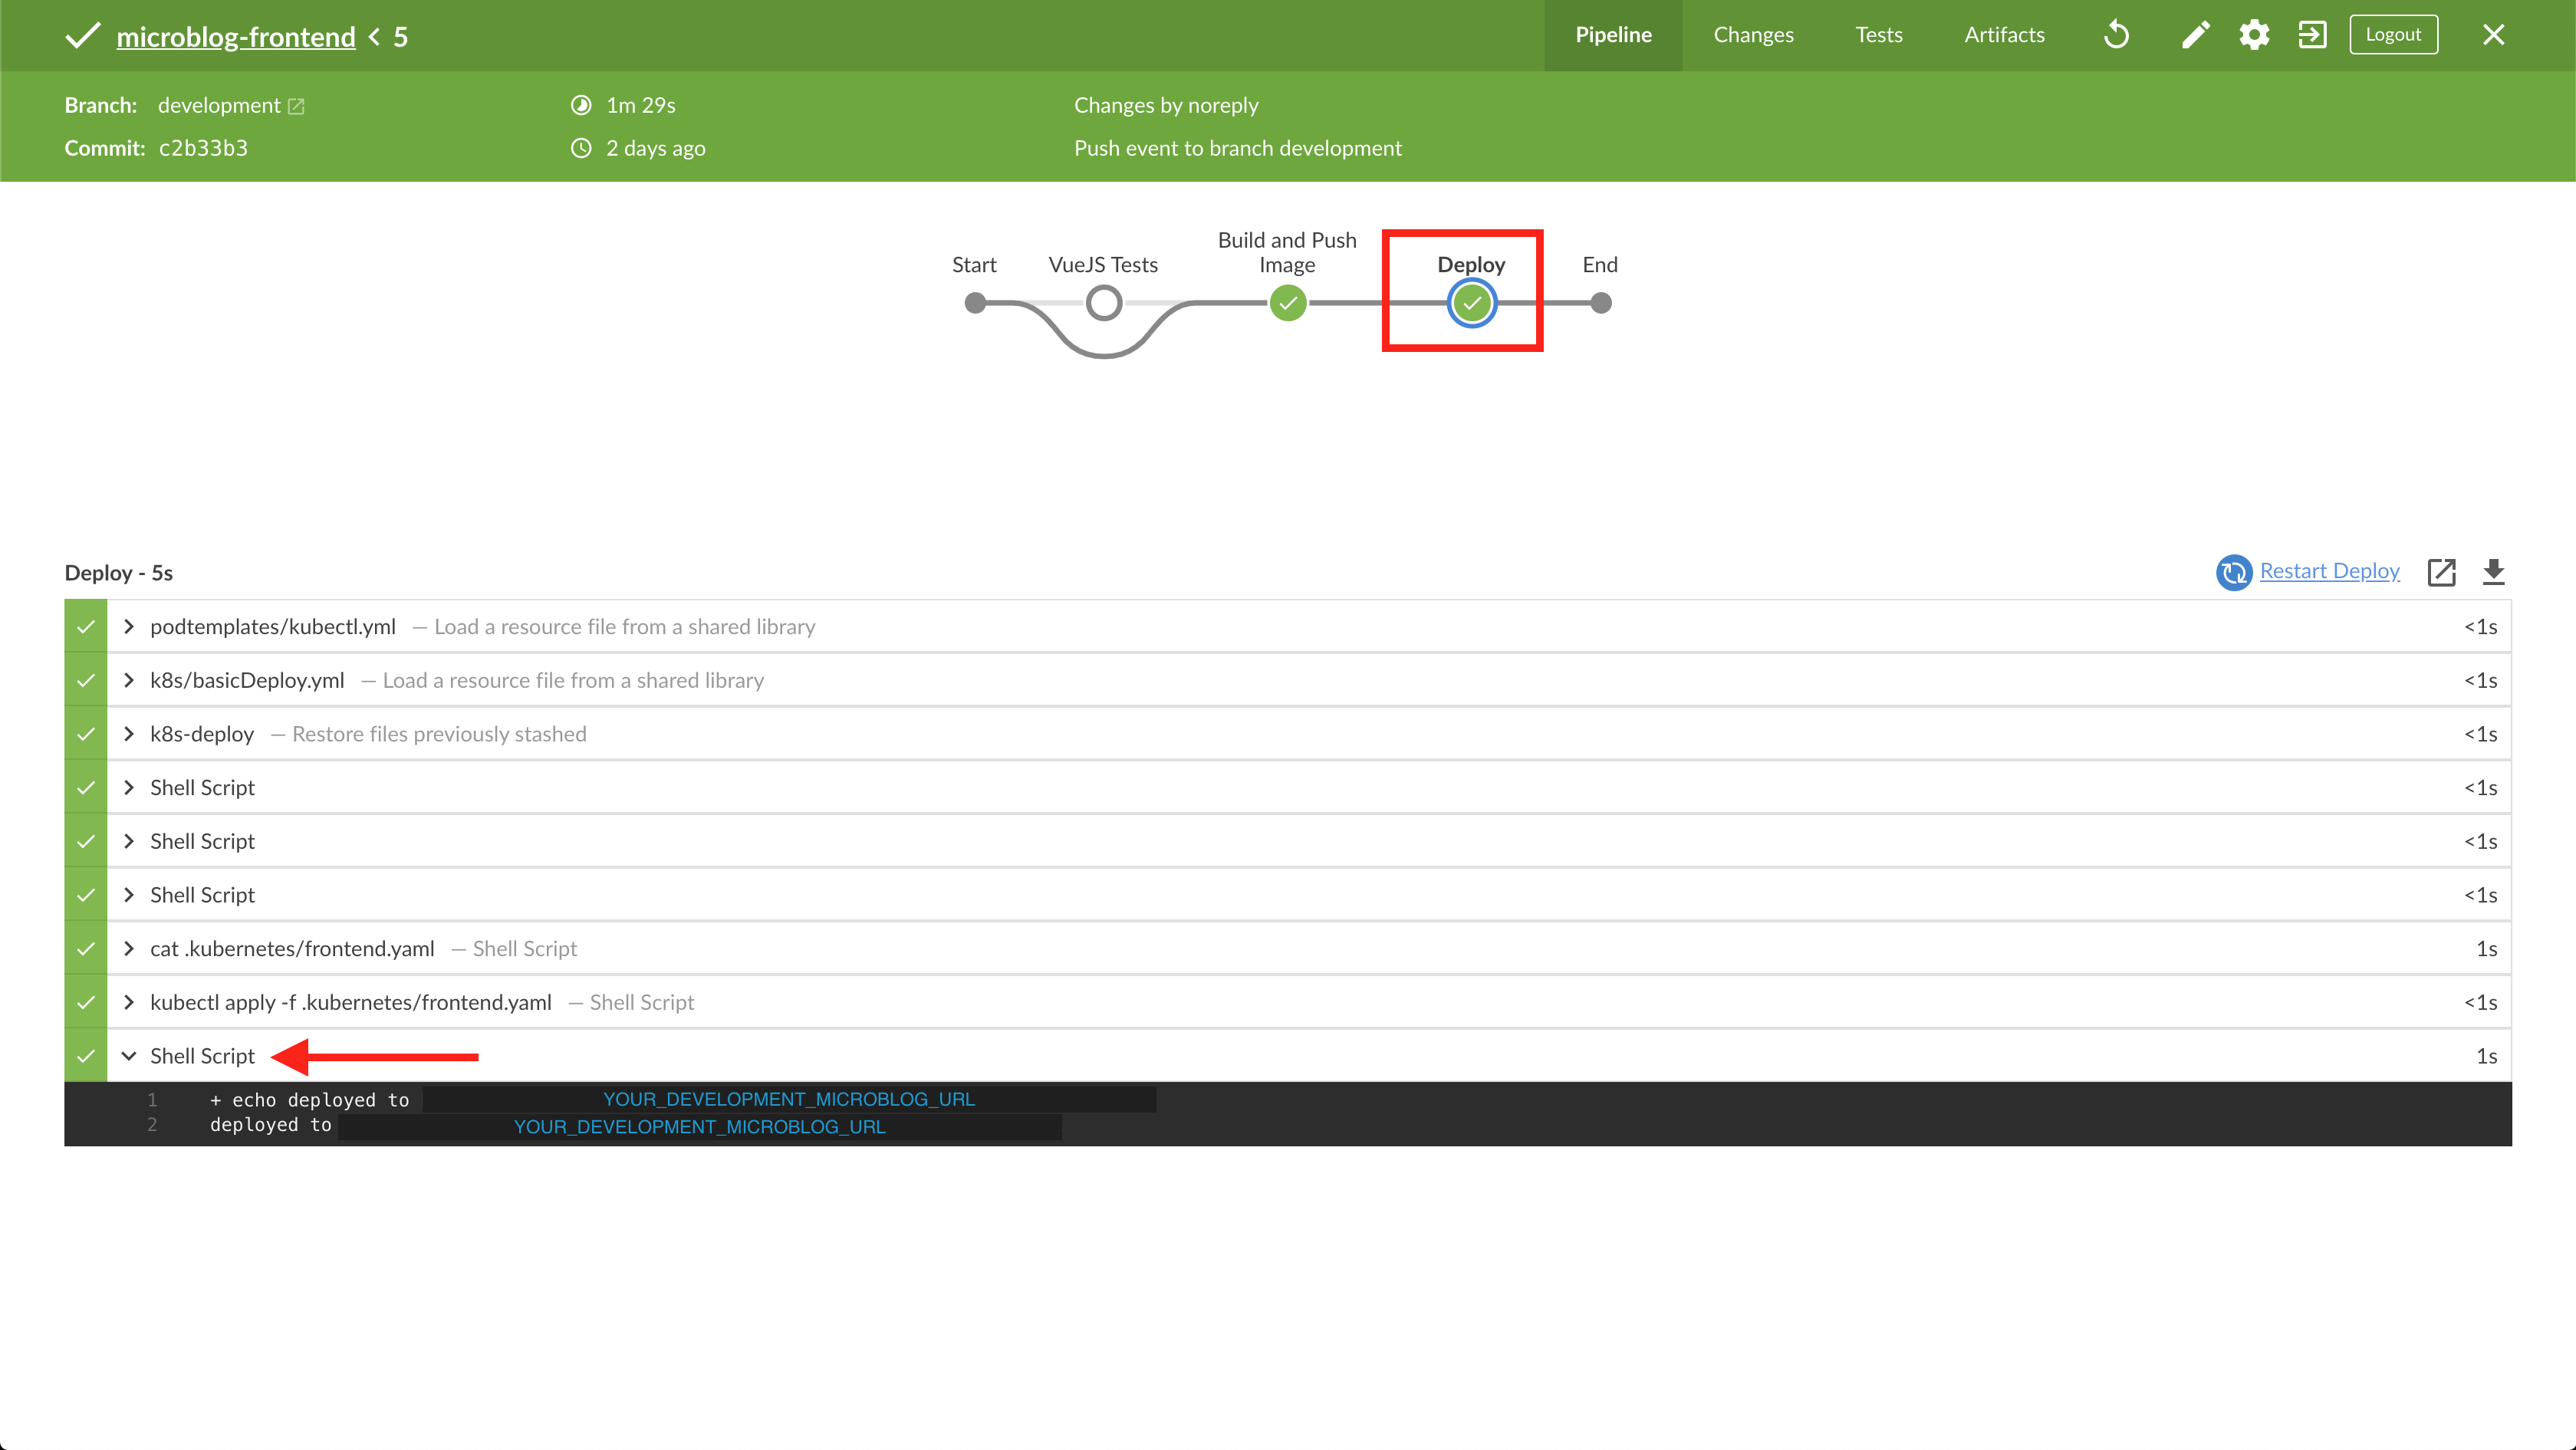 microblog-frontend < 5
Pipeline Changes Tests Artifacts Logout
Branch: development 1m 29s Changes by noreply
Commit: c2b33b3 2 days ago Push event to branch development
Start VueJS Tests Build and Push Image Deploy End
Deploy - 5s Restart Deploy
podtemplates/kubectl.yml — Load a resource file from a shared library <1s
k8s/basicDeploy.yml — Load a resource file from a shared library <1s
k8s-deploy — Restore files previously stashed <1s
Shell Script <1s
Shell Script <1s
Shell Script <1s
cat .kubernetes/frontend.yaml — Shell Script 1s
kubectl apply -f .kubernetes/frontend.yaml — Shell Script <1s
Shell Script 1s
1 + echo deployed to YOUR_DEVELOPMENT_MICROBLOG_URL
2 deployed to YOUR_DEVELOPMENT_MICROBLOG_URL